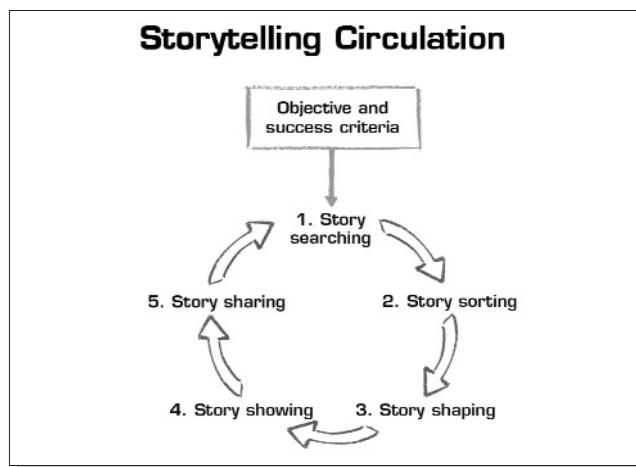 Storytelling Circulation
Objective and
success criteria
1. Story
searching
2. Story sorting
3. Story shaping
4. Story showing
5. Story sharing